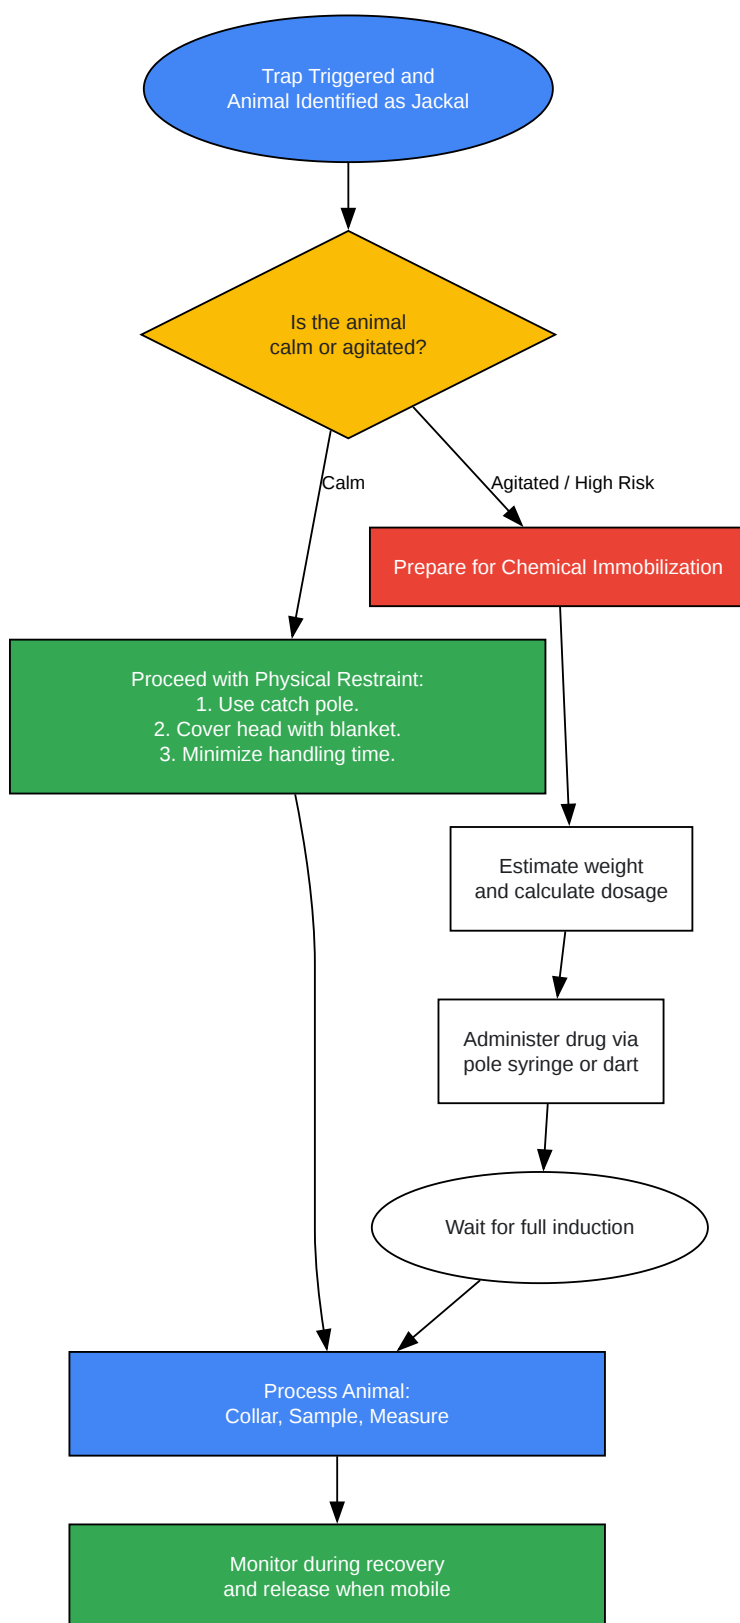 Trap Triggered and
Animal Identified as Jackal
Is the animal
calm or agitated?
Calm
Agitated / High Risk
Prepare for Chemical Immobilization
Proceed with Physical Restraint:
1. Use catch pole.
2. Cover head with blanket.
3. Minimize handling time.
Estimate weight
and calculate dosage
Administer drug via
pole syringe or dart
Wait for full induction
Process Animal:
Collar, Sample, Measure
Monitor during recovery
and release when mobile